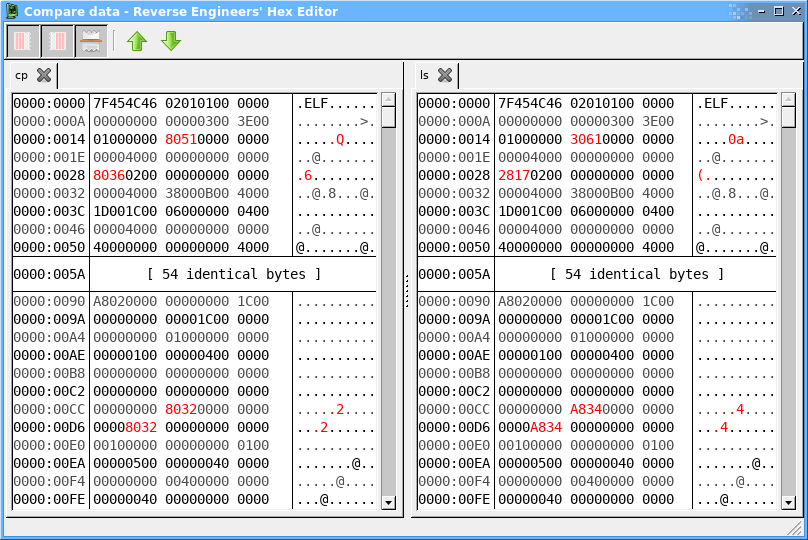 Compare data - Reverse Engineers' Hex Editor
cp
0000:0000 7F454C46 02010100 0000 .ELF......
0000:000A 00000000 00000300 3E00 ........>.
0000:0014 01000000 80510000 0000 .....Q....
0000:001E 00004000 00000000 0000 ..@.......
0000:0028 80360200 00000000 0000 .6........
0000:0032 00004000 38000B00 4000 ..@.8...@.
0000:003C 1D001C00 06000000 0400 ..........
0000:0046 00004000 00000000 0000 ..@.......
0000:0050 40000000 00000000 4000 @.......@.
0000:005A [ 54 identical bytes ]
0000:0090 A8020000 00000000 1C00 ..........
0000:009A 00000000 00001C00 0000 ..........
0000:00A4 00000000 01000000 0000 ..........
0000:00AE 00000100 00000400 0000 ..........
0000:00B8 00000000 00000000 0000 ..........
0000:00C2 00000000 00000000 0000 ..........
0000:00CC 00000000 80320000 0000 .....2....
0000:00D6 00008032 00000000 0000 ...2......
0000:00E0 00100000 00000000 0100 ..........
0000:00EA 00000500 00000040 0000 .......@..
0000:00F4 00000000 00400000 0000 .....@....
0000:00FE 00000040 00000000 0000 ...@......
ls
0000:0000 7F454C46 02010100 0000 .ELF......
0000:000A 00000000 00000300 3E00 ........>.
0000:0014 01000000 30610000 0000 ....0a....
0000:001E 00004000 00000000 0000 ..@.......
0000:0028 28170200 00000000 0000 (.........
0000:0032 00004000 38000B00 4000 ..@.8...@.
0000:003C 1D001C00 06000000 0400 ..........
0000:0046 00004000 00000000 0000 ..@.......
0000:0050 40000000 00000000 4000 @.......@.
0000:005A [ 54 identical bytes ]
0000:0090 A8020000 00000000 1C00 ..........
0000:009A 00000000 00001C00 0000 ..........
0000:00A4 00000000 01000000 0000 ..........
0000:00AE 00000100 00000400 0000 ..........
0000:00B8 00000000 00000000 0000 ..........
0000:00C2 00000000 00000000 0000 ..........
0000:00CC 00000000 A8340000 0000 .....4....
0000:00D6 0000A834 00000000 0000 ...4......
0000:00E0 00100000 00000000 0100 ..........
0000:00EA 00000500 00000040 0000 .......@..
0000:00F4 00000000 00400000 0000 .....@....
0000:00FE 00000040 00000000 0000 ...@......